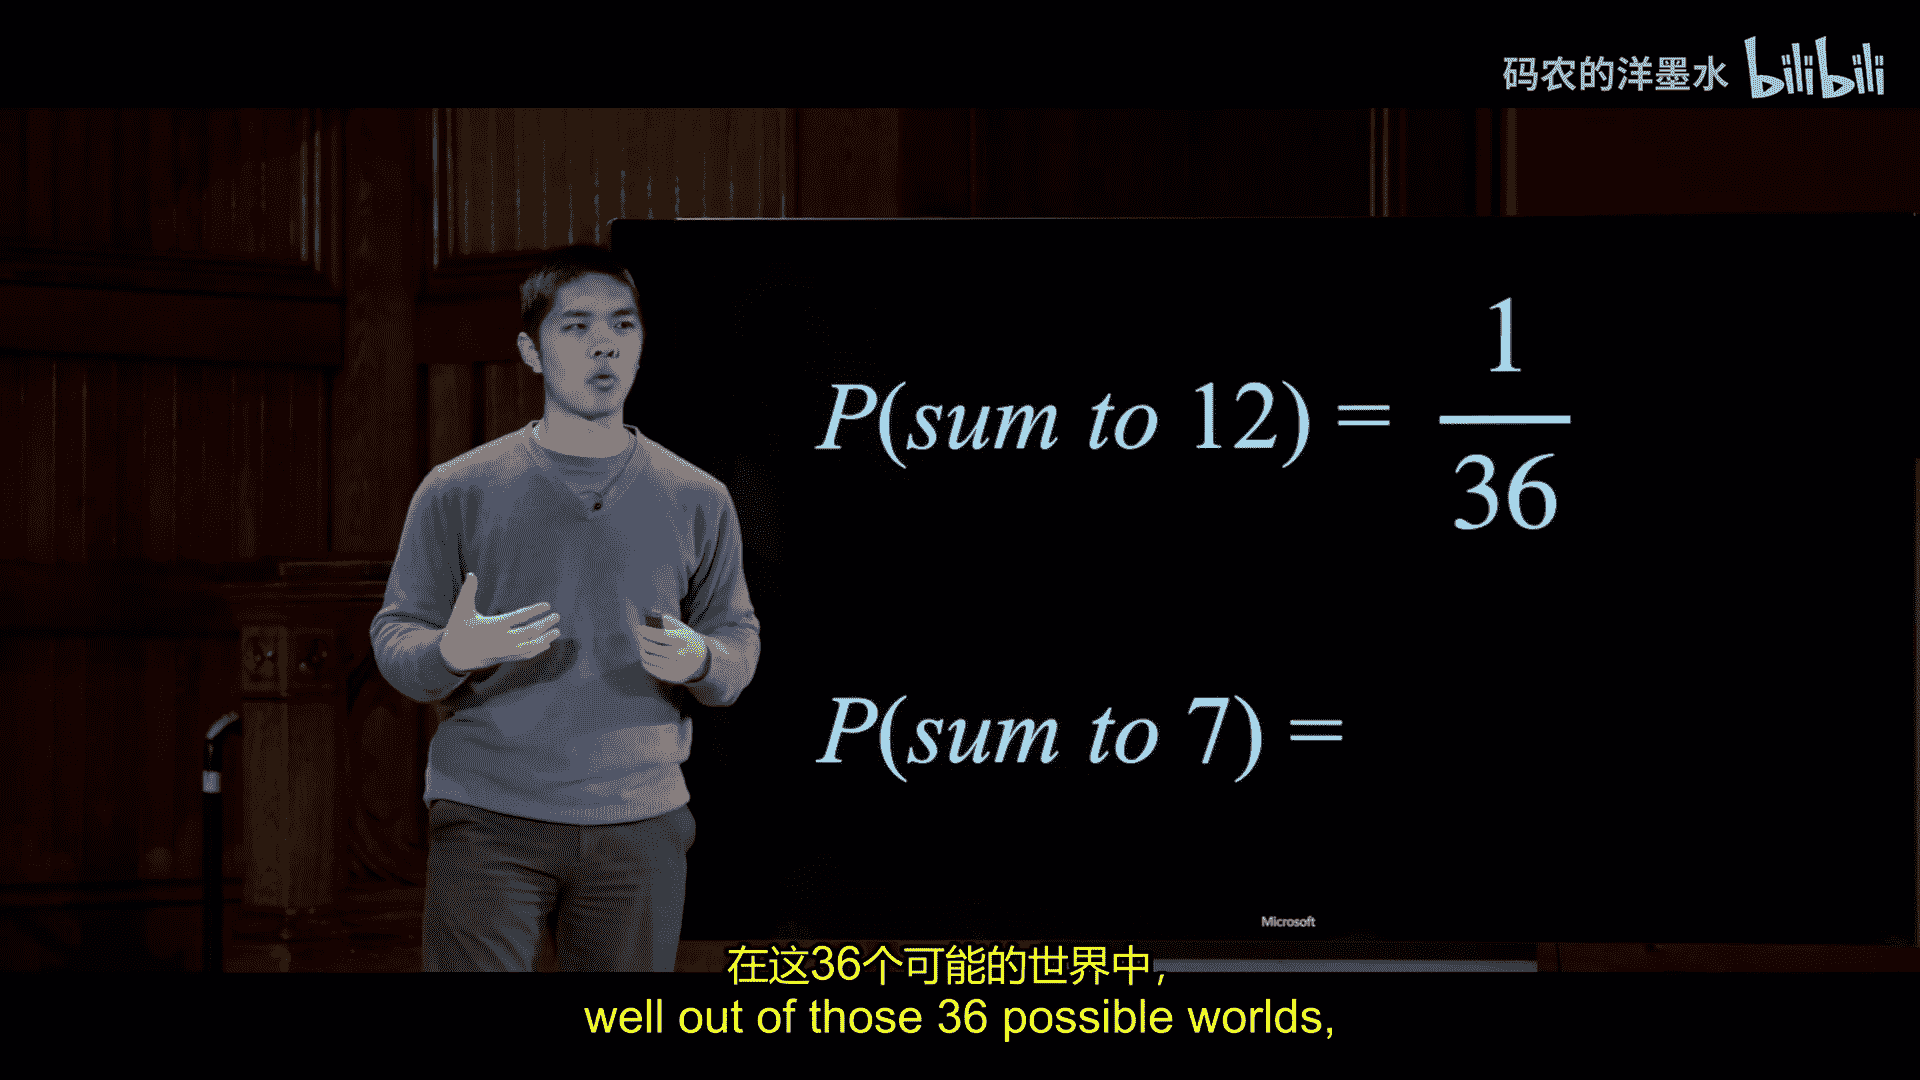 码农的洋墨水 bilibili
P(sum to 12) = 1/36
P(sum to 7) =
Microsoft
在这36个可能的世界中，
well out of those 36 possible worlds,